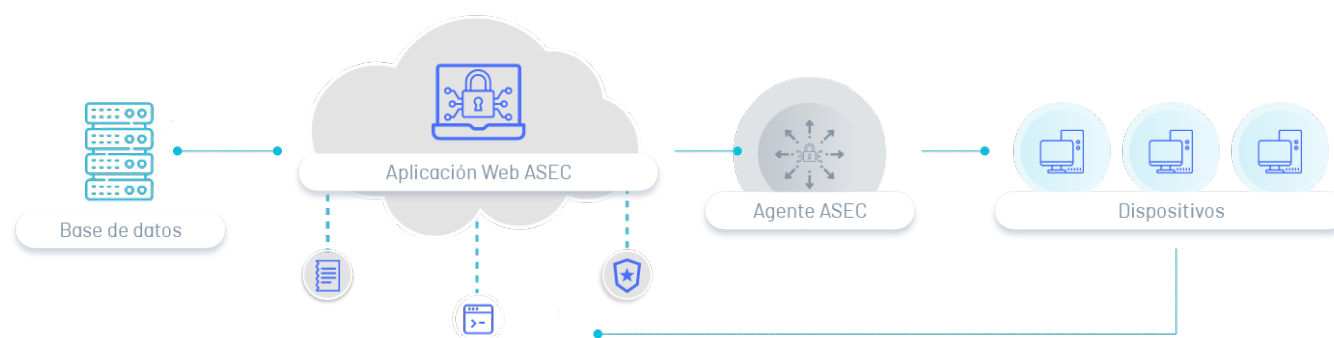 Aplicación Web ASEC
Base de datos
Agente ASEC
Dispositivos